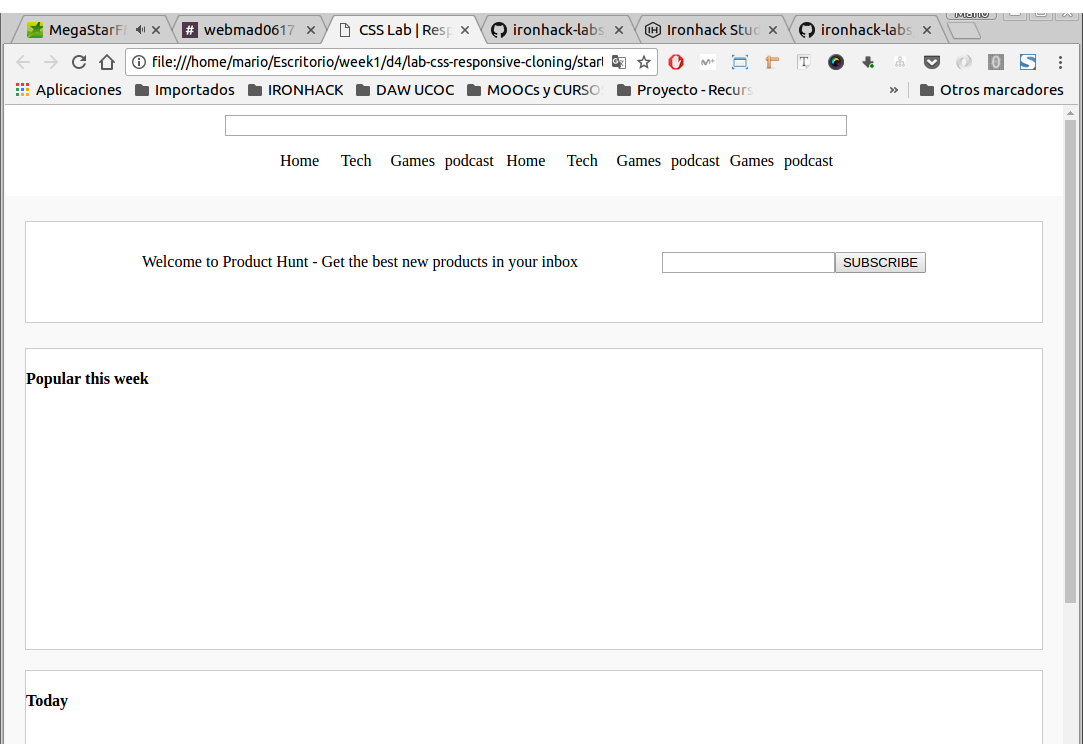 Mario
MegaStarF webmad0617 CSS Lab | Resp ironhack-labs Ironhack Stud ironhack-labs
file:///home/mario/Escritorio/week1/d4/lab-css-responsive-cloning/start
Aplicaciones Importados IRONHACK DAW UCOC MOOCs y CURSO Proyecto - Recurs » Otros marcadores
Home Tech Games podcast Home Tech Games podcast Games podcast
Welcome to Product Hunt - Get the best new products in your inbox SUBSCRIBE
Popular this week
Today